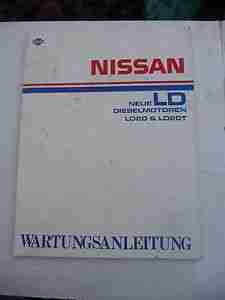 NISSAN
NEUE LD
DIESELMOTOREN
LD20 & LD20T
WARTUNGSANLEITUNG